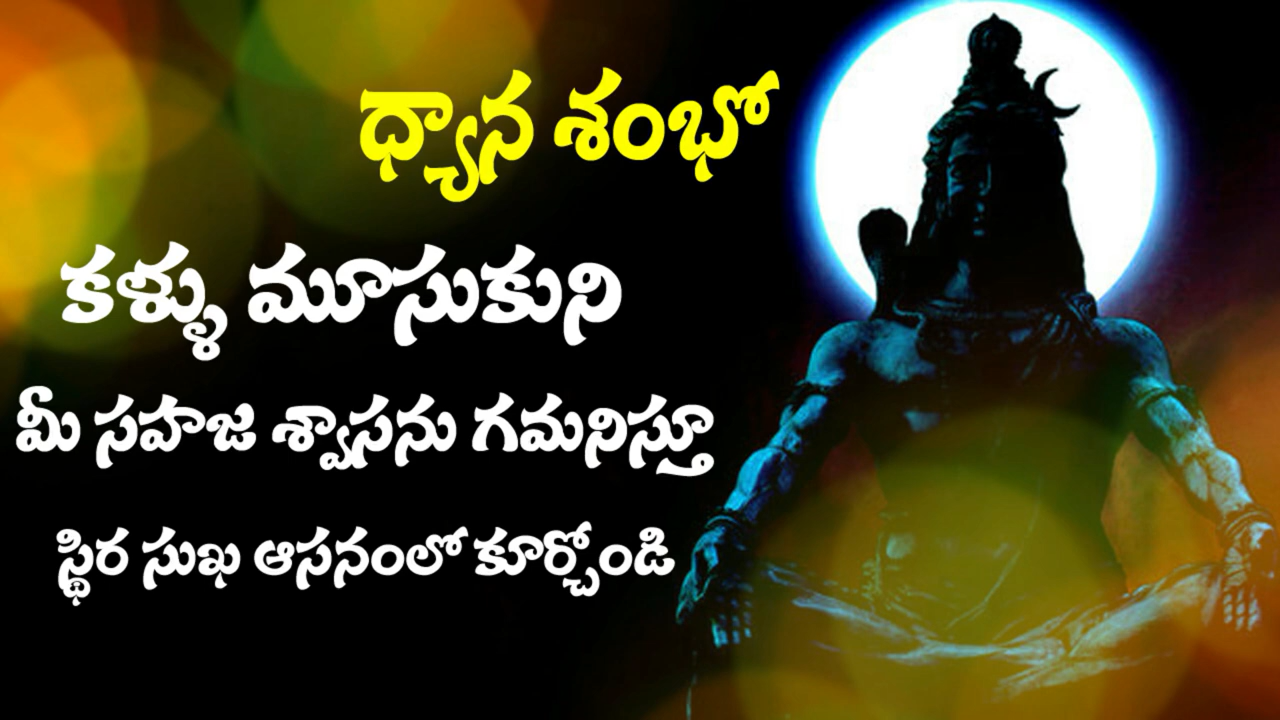 ధ్యాన శంభో
కళ్ళు మూసుకుని
మీ సహజ శ్వాసను గమనిస్తూ
స్థిర సుఖ ఆసనంలో కూర్చోండి